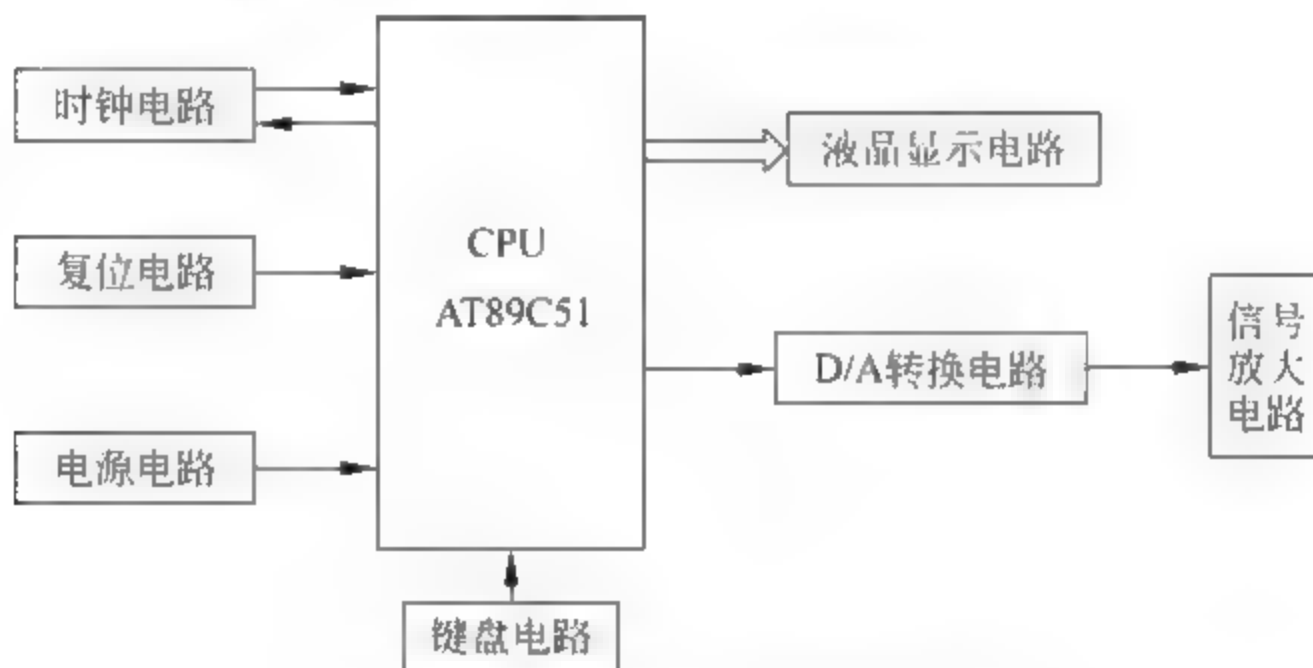 时钟电路
液晶显示电路
复位电路
CPU
AT89C51
D/A转换电路
信号
放大
电路
电源电路
键盘电路